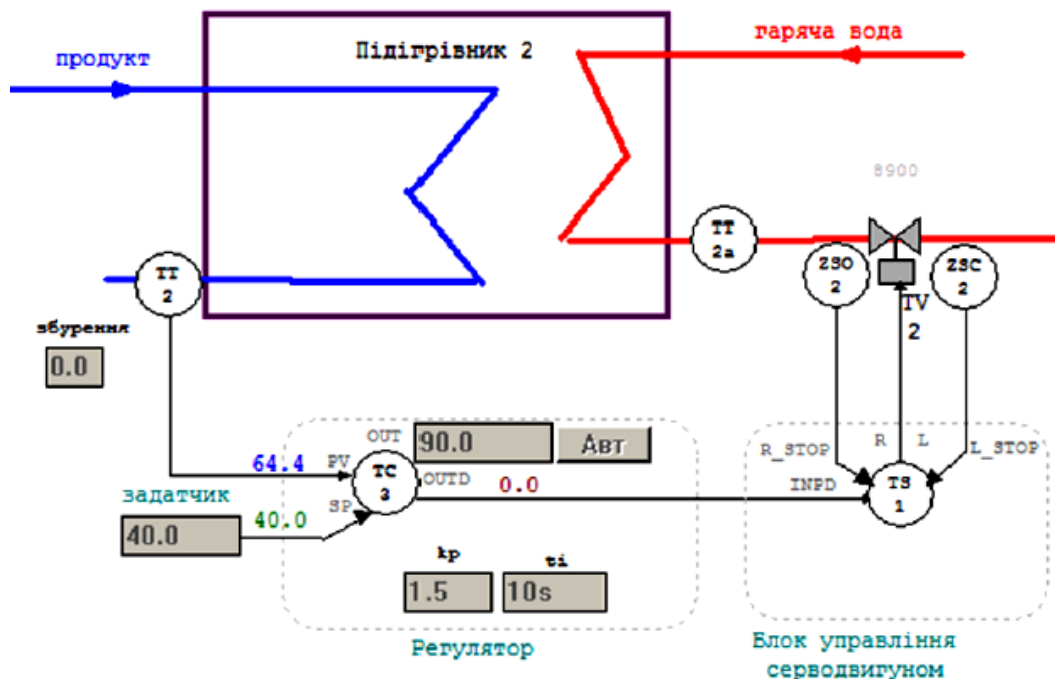 гаряча вода
Підігрівник 2
продукт
8900
TT
2a
ZSO
2
ZSC
2
TT
2
TV
2
збурення
0.0
OUT
90.0
Авт
R_STOP
R
L
L_STOP
64.4
PV
TC
3
OUTD
0.0
INPD
TS
1
задатчик
SP
40.0
40.0
kp
ti
1.5
10s
Регулятор
Блок управління
серводвигуном